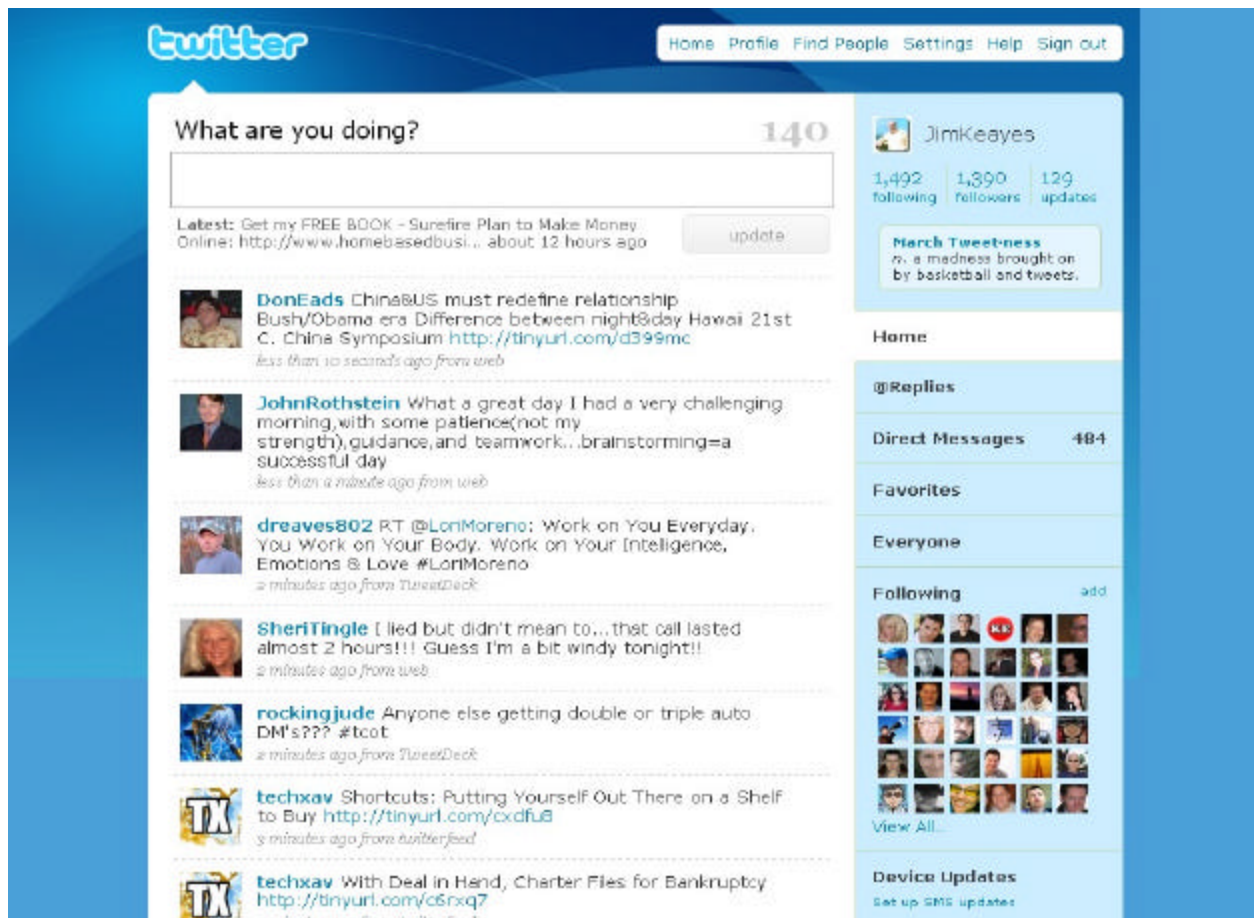 twitter
Home Profile Find People Settings Help Sign out
What are you doing?
140
Latest: Get my FREE BOOK - Surefire Plan to Make Money
Online: http://www.homebasedbusi... about 12 hours ago
update
DonEads China&US must redefine relationship
Bush/Obama era Difference between night&day Hawaii 21st
C. China Symposium http://tinyurl.com/d399mc
less than 10 seconds ago from web
JohnRothstein What a great day I had a very challenging
morning,with some patience(not my
strength),guidance,and teamwork...brainstorming=a
successful day
less than a minute ago from web
dreaves802 RT @LoriMoreno: Work on You Everyday.
You Work on Your Body. Work on Your Intelligence,
Emotions & Love #LoriMoreno
2 minutes ago from TweetDeck
SheriTingle I lied but didn't mean to...that call lasted
almost 2 hours!!! Guess I'm a bit windy tonight!!
2 minutes ago from web
rockingjude Anyone else getting double or triple auto
DM's??? #tcot
2 minutes ago from TweetDeck
TX
techxav Shortcuts: Putting Yourself Out There on a Shelf
to Buy http://tinyurl.com/cxdfu8
3 minutes ago from twitterfeed
TX
techxav With Deal in Hand, Charter Files for Bankruptcy
http://tinyurl.com/c6rxq7
JimKeayes
1,492 1,390 129
following followers updates
March Tweet-ness
n. a madness brought on
by basketball and tweets.
Home
@Replies
Direct Messages 484
Favorites
Everyone
Following add
KE
View All...
Device Updates
Set up SMS updates